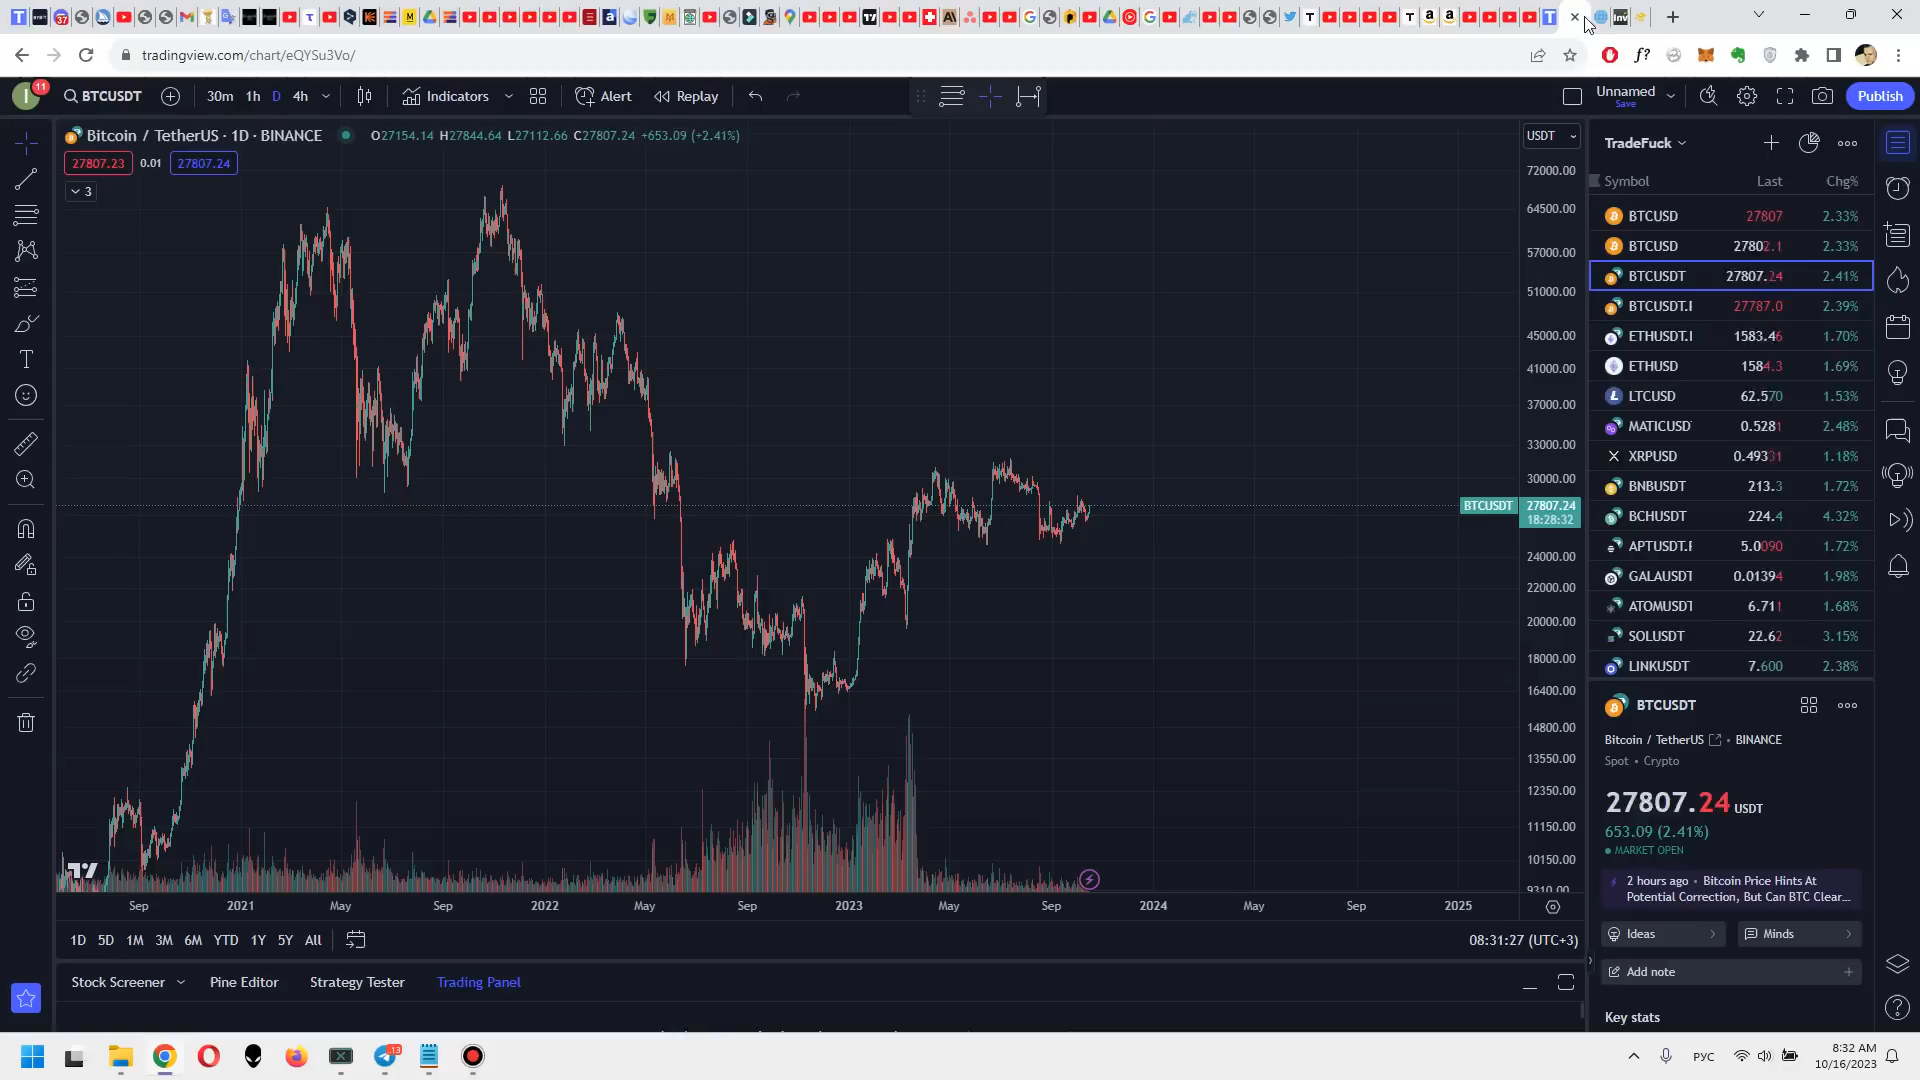 tradingview.com/chart/eQYSu3Vo/
11
BTCUSDT
30m 1h D 4h
Indicators
Alert
Replay
Unnamed
Save
Publish
Bitcoin / TetherUS · 1D · BINANCE
O27154.14 H27844.64 L27112.66 C27807.24 +653.09 (+2.41%)
27807.23 0.01 27807.24
3
USDT
72000.00
64500.00
57000.00
51000.00
45000.00
41000.00
37000.00
33000.00
30000.00
BTCUSDT 27807.24
18:28:32
24000.00
22000.00
20000.00
18000.00
16400.00
14800.00
13550.00
12350.00
11150.00
10150.00
9310.00
Sep 2021 May Sep 2022 May Sep 2023 May Sep 2024 May Sep 2025
1D 5D 1M 3M 6M YTD 1Y 5Y All
08:31:27 (UTC+3)
Stock Screener Pine Editor Strategy Tester Trading Panel
TradeFuck
Symbol Last Chg%
BTCUSD 27807 2.33%
BTCUSD 27802.1 2.33%
BTCUSDT 27807.24 2.41%
BTCUSDT.I 27787.0 2.39%
ETHUSDT.I 1583.46 1.70%
ETHUSD 1584.3 1.69%
LTCUSD 62.570 1.53%
MATICUSD 0.5281 2.48%
XRPUSD 0.49331 1.18%
BNBUSDT 213.3 1.72%
BCHUSDT 224.4 4.32%
APTUSDT.F 5.0090 1.72%
GALAUSDT 0.01394 1.98%
ATOMUSDT 6.711 1.68%
SOLUSDT 22.62 3.15%
LINKUSDT 7.600 2.38%
BTCUSDT
Bitcoin / TetherUS • BINANCE
Spot • Crypto
27807.24 USDT
653.09 (2.41%)
MARKET OPEN
2 hours ago • Bitcoin Price Hints At
Potential Correction, But Can BTC Clear...
Ideas
Minds
Add note
Key stats
13
РУС
8:32 AM
10/16/2023